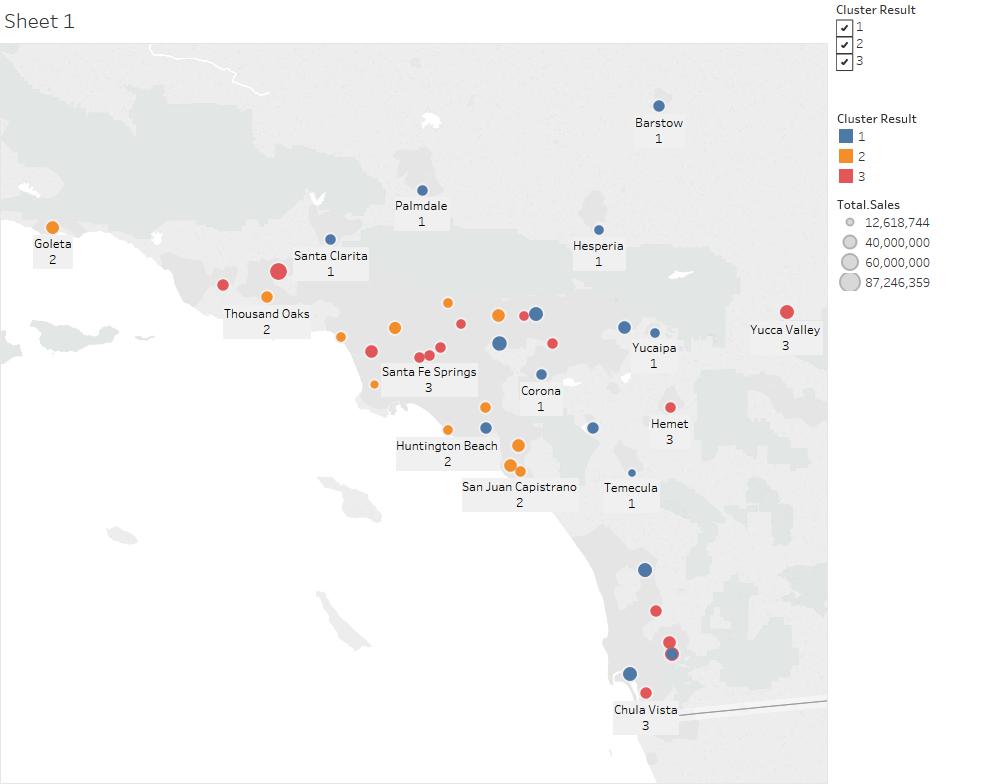 Sheet 1
Cluster Result
1
2
3
Cluster Result
1
2
3
Total.Sales
12,618,744
40,000,000
60,000,000
87,246,359
Barstow
1
Palmdale
1
Goleta
2
Santa Clarita
1
Hesperia
1
Thousand Oaks
2
Yucca Valley
3
Yucaipa
1
Santa Fe Springs
3
Corona
1
Hemet
3
Huntington Beach
2
San Juan Capistrano
2
Temecula
1
Chula Vista
3